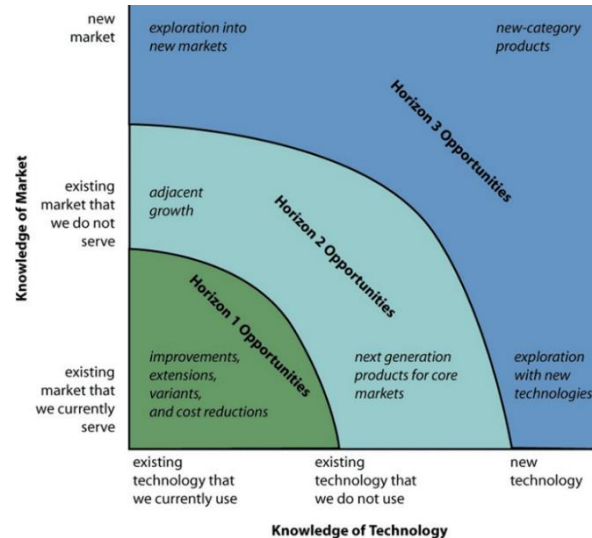 new
market
exploration into
new markets
new-category
products
Horizon 3 Opportunities
existing
market that
we do not
serve
adjacent
growth
Horizon 2 Opportunities
Knowledge of Market
Horizon 1 Opportunities
existing
market that
we currently
serve
improvements,
extensions,
variants,
and cost reductions
next generation
products for core
markets
exploration
with new
technologies
existing
technology that
we currently use
existing
technology that
we do not use
new
technology
Knowledge of Technology